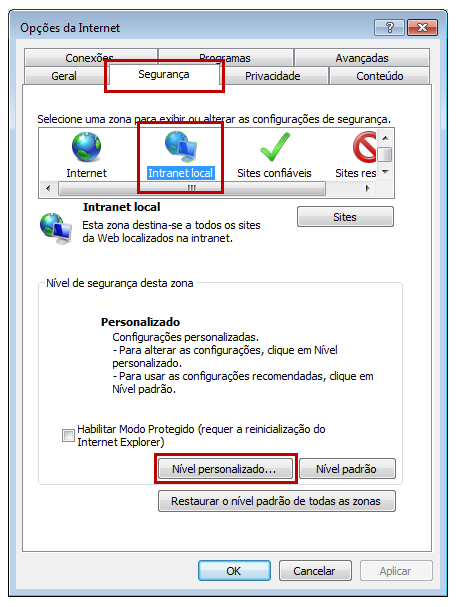 Opções da Internet
Conexões Programas Avançadas
Geral Segurança Privacidade Conteúdo
Selecione uma zona para exibir ou alterar as configurações de segurança.
Internet Intranet local Sites confiáveis Sites res
Intranet local
Esta zona destina-se a todos os sites
da Web localizados na intranet.
Sites
Nível de segurança desta zona
Personalizado
Configurações personalizadas.
- Para alterar as configurações, clique em Nível
personalizado.
- Para usar as configurações recomendadas, clique em
Nível padrão.
Habilitar Modo Protegido (requer a reinicialização do
Internet Explorer)
Nível personalizado... Nível padrão
Restaurar o nível padrão de todas as zonas
OK Cancelar Aplicar